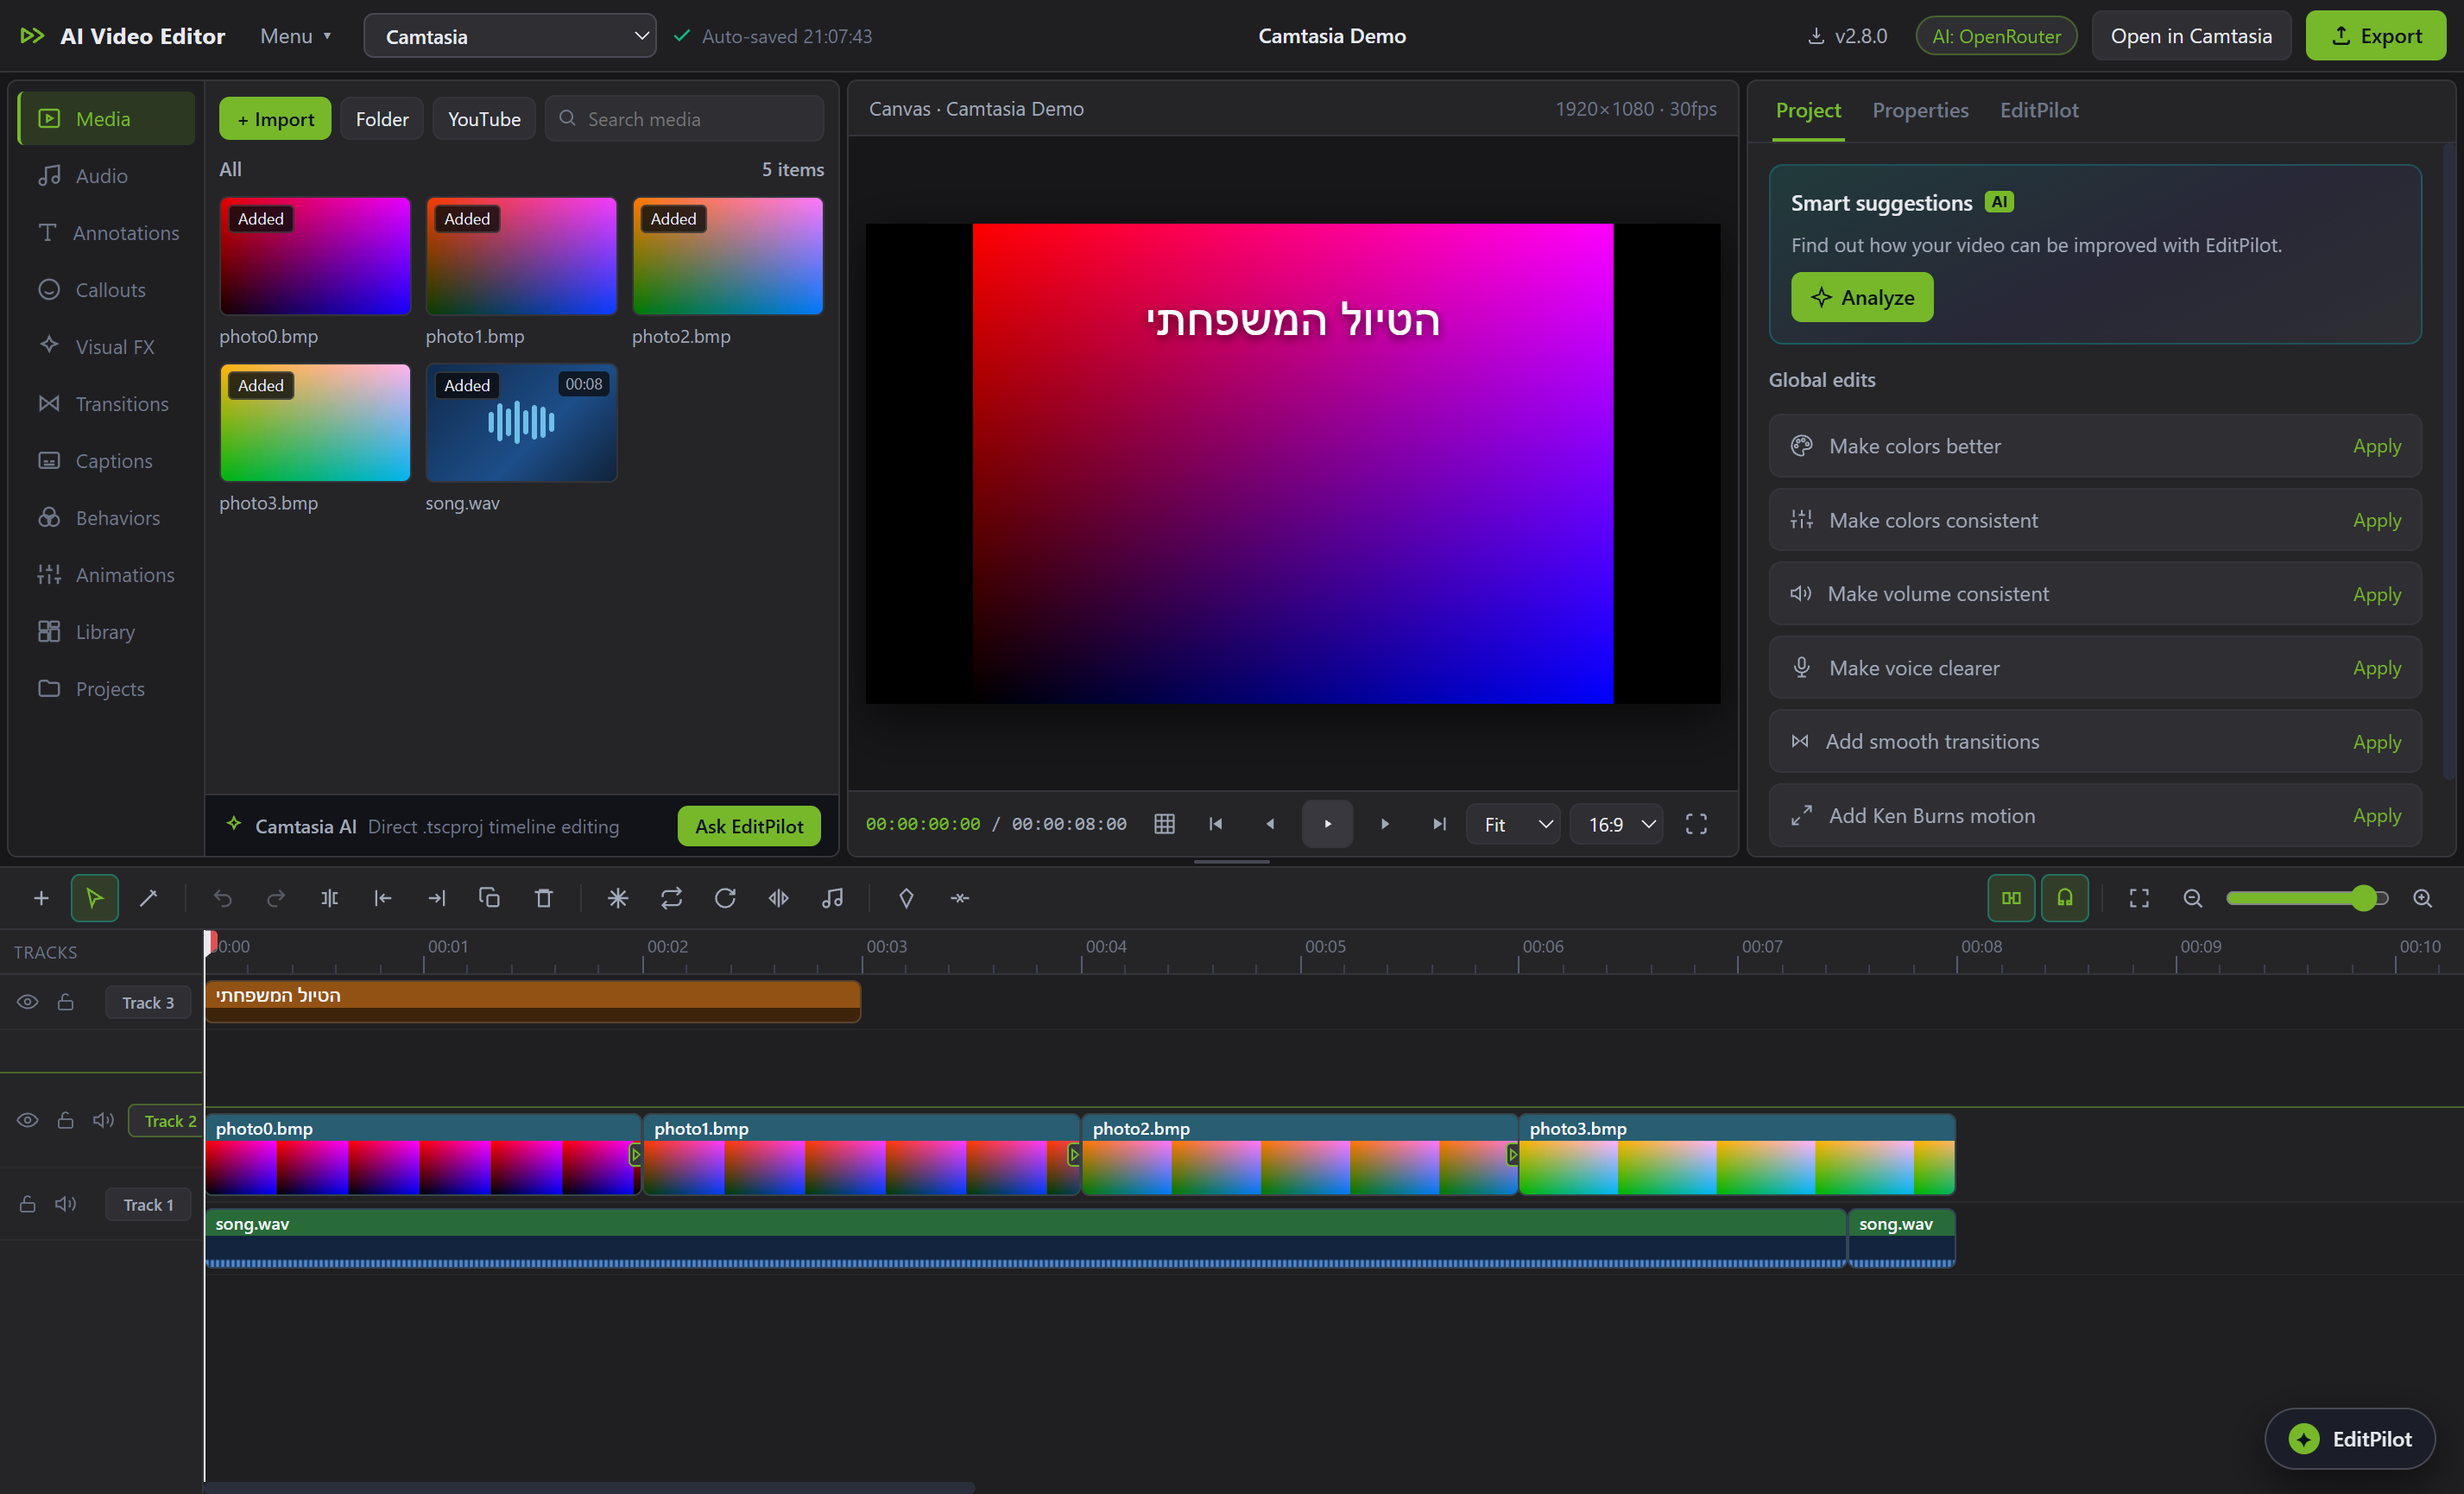 AI Video Editor
Menu
Camtasia
Auto-saved 21:07:43
Camtasia Demo
v2.8.0
AI: OpenRouter
Open in Camtasia
Export
Media
Audio
Annotations
Callouts
Visual FX
Transitions
Captions
Behaviors
Animations
Library
Projects
+ Import
Folder
YouTube
Search media
All
5 items
Added
Added
Added
photo0.bmp
photo1.bmp
photo2.bmp
Added
Added
00:08
photo3.bmp
song.wav
Camtasia AI
Direct .tscproj timeline editing
Ask EditPilot
Canvas · Camtasia Demo
1920×1080 · 30fps
הטיול המשפחתי
00:00:00:00 / 00:00:08:00
Fit
16:9
Project
Properties
EditPilot
Smart suggestions
AI
Find out how your video can be improved with EditPilot.
Analyze
Global edits
Make colors better
Apply
Make colors consistent
Apply
Make volume consistent
Apply
Make voice clearer
Apply
Add smooth transitions
Apply
Add Ken Burns motion
Apply
TRACKS
0:00
00:01
00:02
00:03
00:04
00:05
00:06
00:07
00:08
00:09
00:10
Track 3
הטיול המשפחתי
Track 2
photo0.bmp
photo1.bmp
photo2.bmp
photo3.bmp
Track 1
song.wav
song.wav
EditPilot